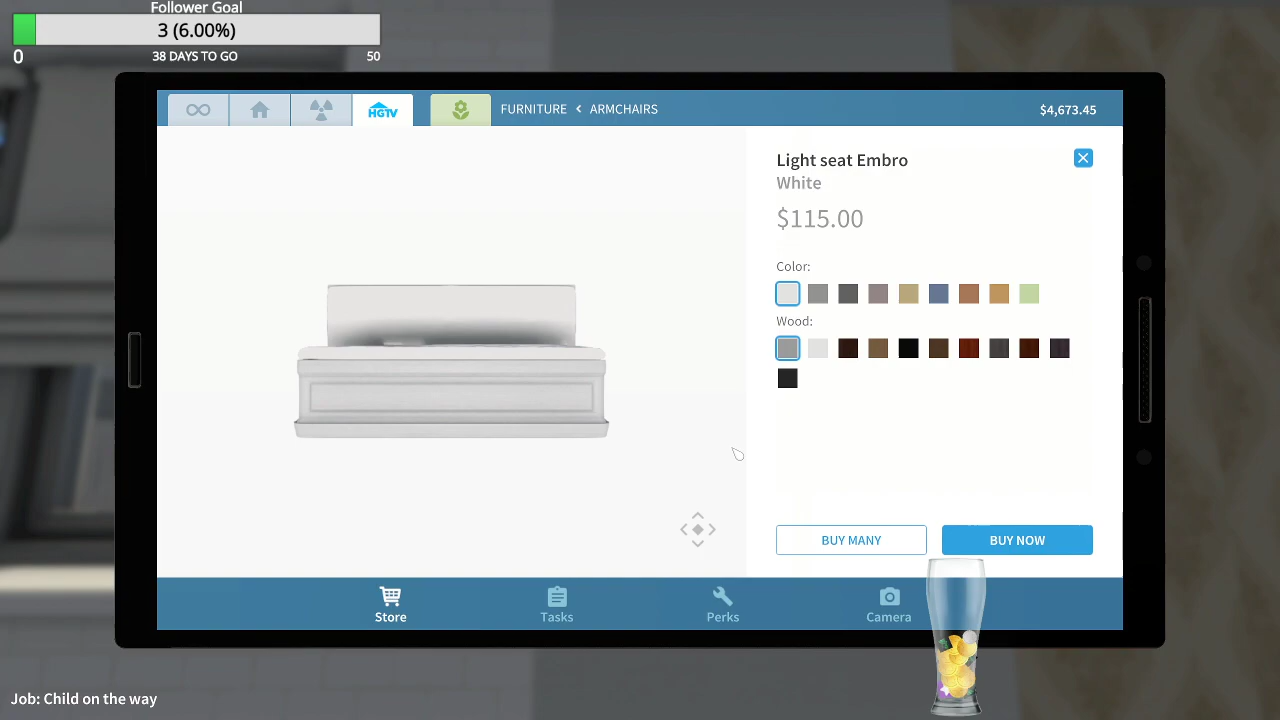 Follower Goal
3 (6.00%)
0
38 DAYS TO GO
50
HGTV
FURNITURE < ARMCHAIRS
$4,673.45
Light seat Embro
White
$115.00
Color:
Wood:
BUY MANY
BUY NOW
Store
Tasks
Perks
Camera
Job: Child on the way